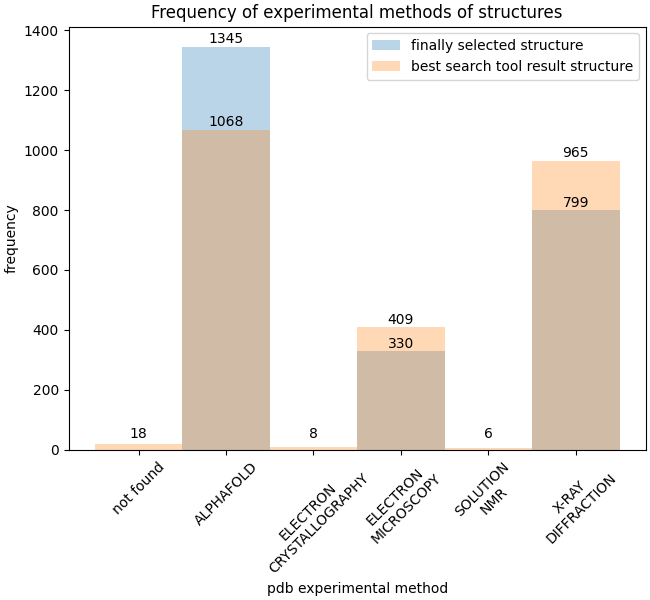 Frequency of experimental methods of structures
finally selected structure
best search tool result structure
1400
1200
1000
800
600
400
200
0
frequency
18
1345
1068
8
409
330
6
965
799
not found
ALPHAFOLD
ELECTRON
CRYSTALLOGRAPHY
ELECTRON
MICROSCOPY
SOLUTION
NMR
X-RAY
DIFFRACTION
pdb experimental method